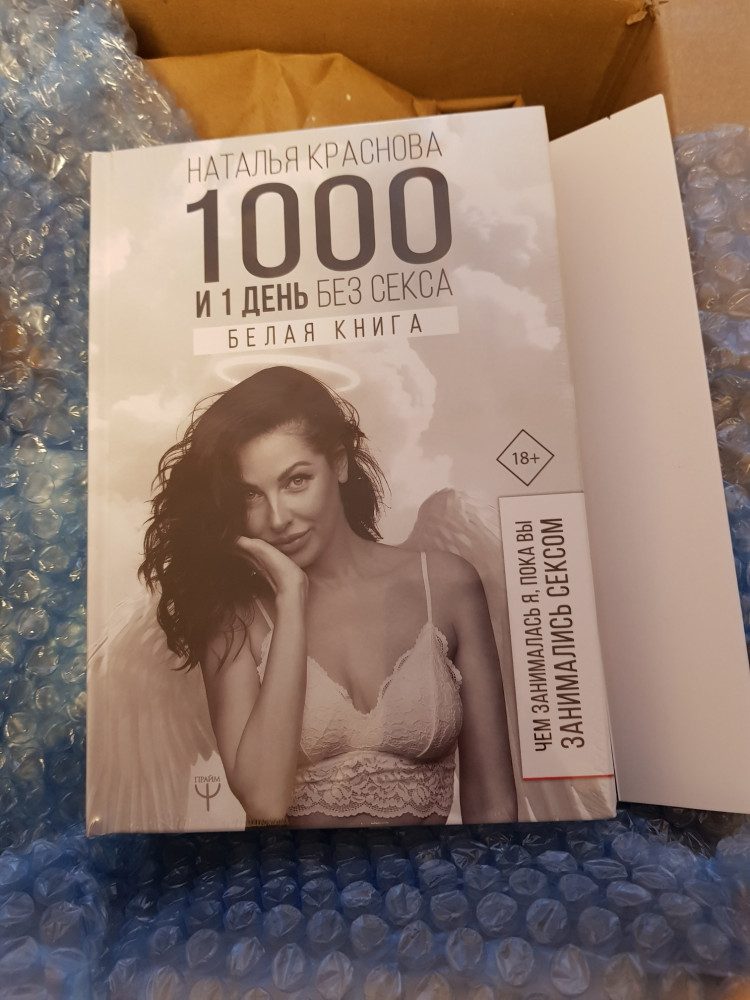 НАТАЛЬЯ КРАСНОВА
1000
И 1 ДЕНЬ БЕЗ СЕКСА
БЕЛАЯ КНИГА
18+
ЧЕМ ЗАНИМАЛАСЬ Я, ПОКА ВЫ
ЗАНИМАЛИСЬ СЕКСОМ
ПРАЙМ